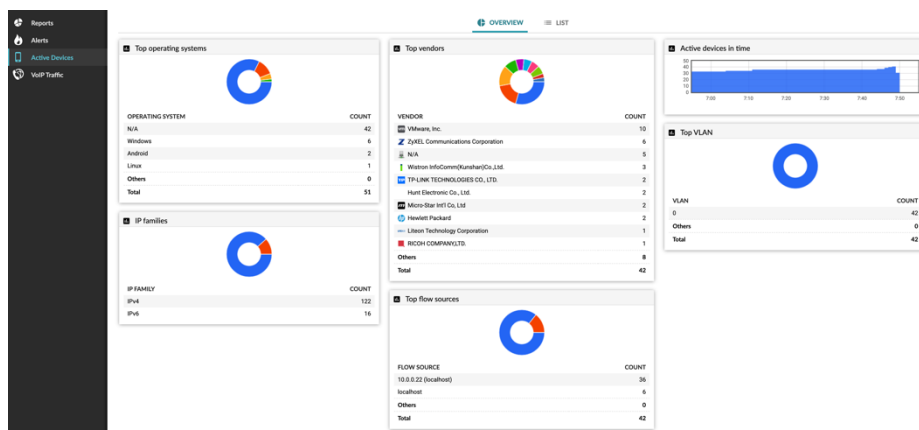 Reports
Alerts
Active Devices
VoIP Traffic
OVERVIEW LIST
Top operating systems
OPERATING SYSTEM COUNT
N/A 42
Windows 6
Android 2
Linux 1
Others 0
Total 51
IP families
IP FAMILY COUNT
IPv4 122
IPv6 16
Top vendors
VENDOR COUNT
VMware, Inc. 10
ZyXEL Communications Corporation 6
N/A 5
Wistron InfoComm(Kunshan)Co.,Ltd. 3
TP-LINK TECHNOLOGIES CO., LTD. 2
Hunt Electronic Co., Ltd. 2
Micro-Star Int'l Co, Ltd 2
Hewlett Packard 2
Liteon Technology Corporation 1
RICOH COMPANY,LTD. 1
Others 8
Total 42
Top flow sources
FLOW SOURCE COUNT
10.0.0.22 (localhost) 36
localhost 6
Others 0
Total 42
Active devices in time
50
40
30
20
10
0
7:00 7:10 7:20 7:30 7:40 7:50
Top VLAN
VLAN COUNT
0 42
Others 0
Total 42